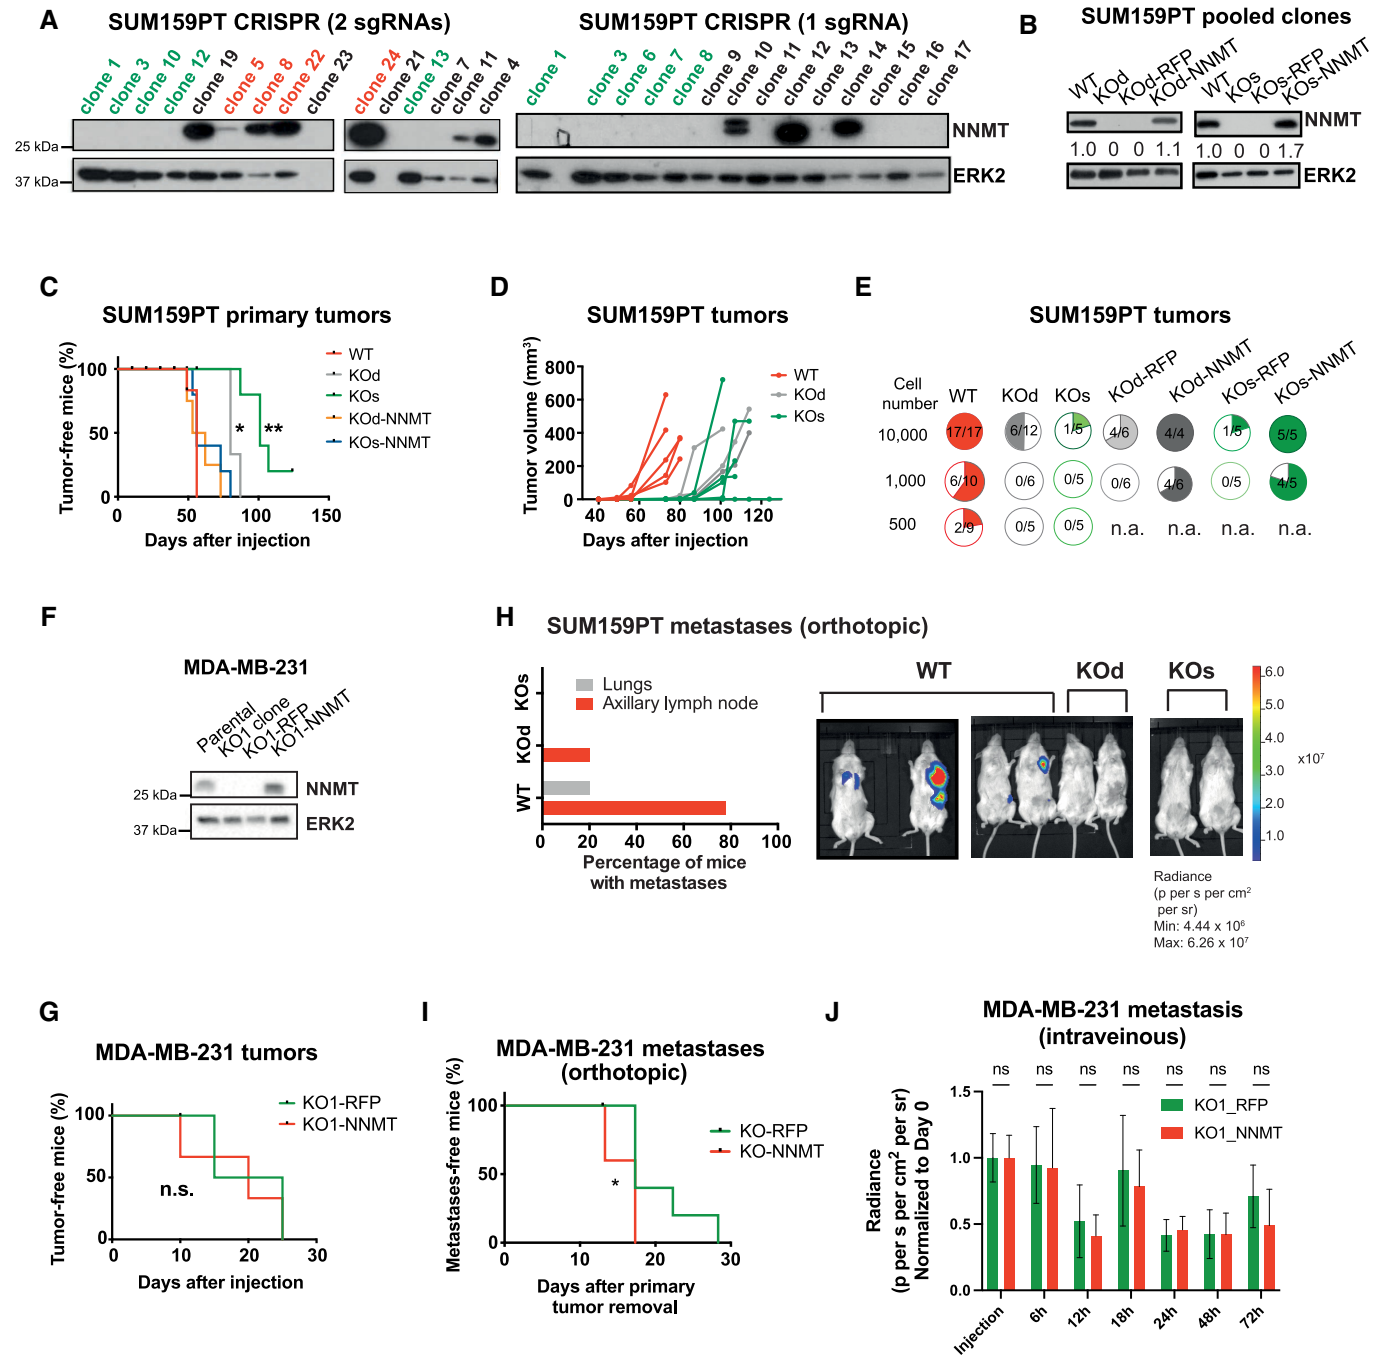 A
SUM159PT CRISPR (2 sgRNAs)
clone 1
clone 3
clone 10
clone 12
clone 19
clone 5
clone 8
clone 22
clone 23
clone 24
clone 21
clone 13
clone 7
clone 11
clone 4
SUM159PT CRISPR (1 sgRNA)
clone 1
clone 3
clone 6
clone 7
clone 8
clone 9
clone 10
clone 11
clone 12
clone 13
clone 14
clone 15
clone 16
clone 17
NNMT
25 kDa
37 kDa
ERK2
B
SUM159PT pooled clones
WT
KOd
KOd-RFP
KOd-NNMT
WT
KOs
KOs-RFP
KOs-NNMT
NNMT
1.0 0 0 1.1 1.0 0 0 1.7
ERK2
C
SUM159PT primary tumors
Tumor-free mice (%)
100
50
0
0 50 100 150
Days after injection
* **
WT
KOd
KOs
KOd-NNMT
KOs-NNMT
D
SUM159PT tumors
Tumor volume (mm³)
800
600
400
200
0
40 60 80 100 120
Days after injection
WT
KOd
KOs
E
SUM159PT tumors
Cell number
WT KOd KOs KOd-RFP KOd-NNMT KOs-RFP KOs-NNMT
10,000 17/17 6/12 1/5 4/6 4/4 1/5 5/5
1,000 6/10 0/6 0/5 0/6 4/6 0/5 4/5
500 2/9 0/5 0/5 n.a. n.a. n.a. n.a.
F
MDA-MB-231
Parental
KO1 clone
KO1-RFP
KO1-NNMT
25 kDa
NNMT
37 kDa
ERK2
H
SUM159PT metastases (orthotopic)
KOs
KOd
WT
Lungs
Axillary lymph node
0 20 40 60 80 100
Percentage of mice
with metastases
WT KOd KOs
6.0
5.0
4.0
3.0
2.0
1.0
x10⁷
Radiance
(p per s per cm²
per sr)
Min: 4.44 x 10⁶
Max: 6.26 x 10⁷
G
MDA-MB-231 tumors
Tumor-free mice (%)
100
50
0
n.s.
0 10 20 30
Days after injection
KO1-RFP
KO1-NNMT
I
MDA-MB-231 metastases
(orthotopic)
Metastases-free mice (%)
100
50
0
*
0 10 20 30
Days after primary
tumor removal
KO-RFP
KO-NNMT
J
MDA-MB-231 metastasis
(intraveinous)
ns ns ns ns ns ns ns
Radiance
(p per s per cm² per sr)
Normalized to Day 0
1.5
1.0
0.5
0.0
KO1_RFP
KO1_NNMT
Injection 6h 12h 18h 24h 48h 72h